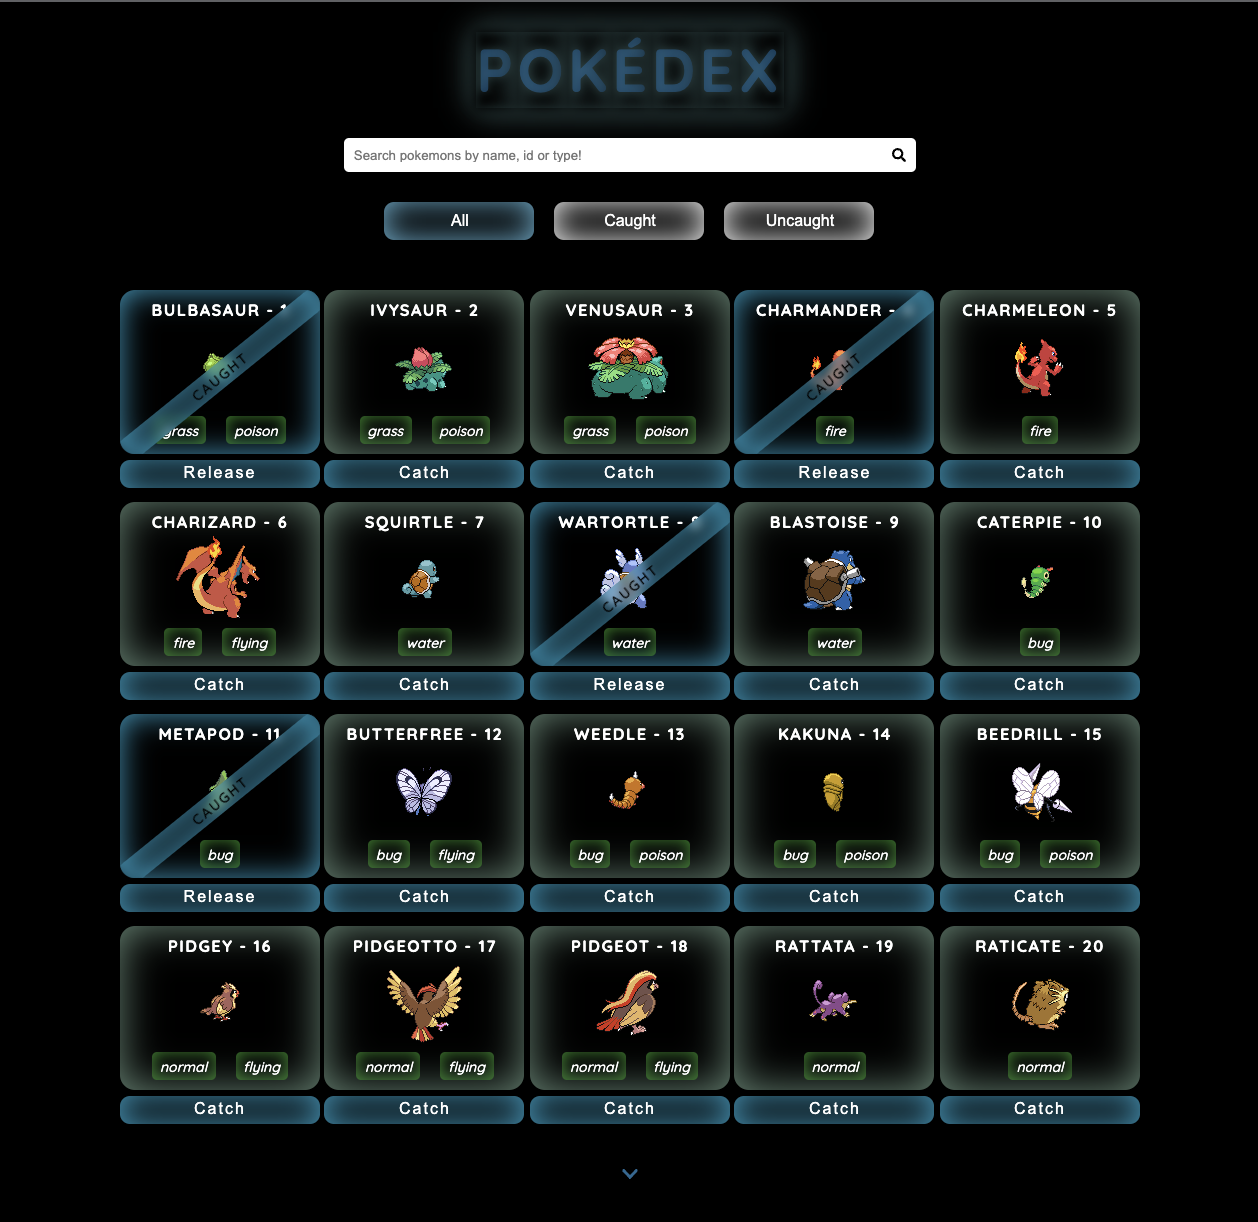 POKÉDEX
Search pokemons by name, id or type!
All Caught Uncaught
BULBASAUR - 1 IVYSAUR - 2 VENUSAUR - 3 CHARMANDER - CHARMELEON - 5
CAUGHT CAUGHT
grass poison grass poison grass poison fire fire
Release Catch Catch Release Catch
CHARIZARD - 6 SQUIRTLE - 7 WARTORTLE - 8 BLASTOISE - 9 CATERPIE - 10
CAUGHT
fire flying water water water bug
Catch Catch Release Catch Catch
METAPOD - 11 BUTTERFREE - 12 WEEDLE - 13 KAKUNA - 14 BEEDRILL - 15
CAUGHT
bug bug flying bug poison bug poison bug poison
Release Catch Catch Catch Catch
PIDGEY - 16 PIDGEOTTO - 17 PIDGEOT - 18 RATTATA - 19 RATICATE - 20
normal flying normal flying normal flying normal normal
Catch Catch Catch Catch Catch